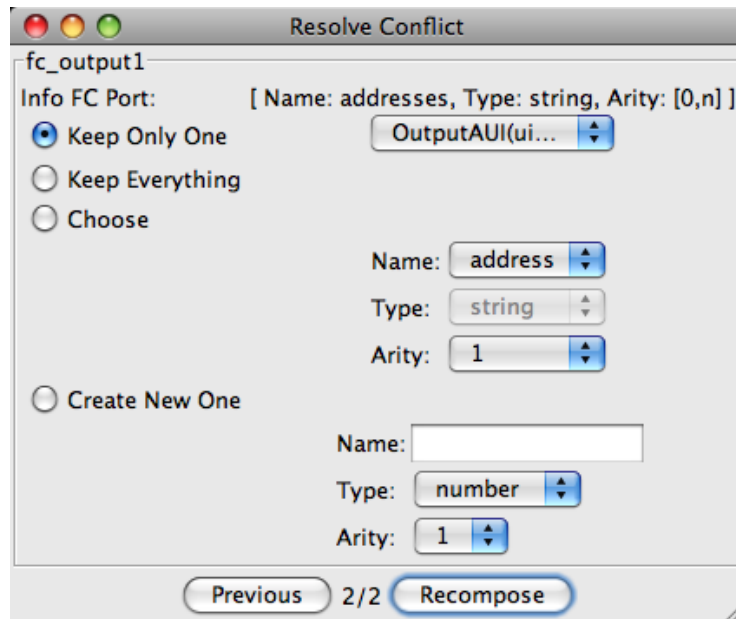 Resolve Conflict
fc_output1
Info FC Port: [ Name: addresses, Type: string, Arity: [0,n] ]
Keep Only One OutputAUI(ui...
Keep Everything
Choose
Name: address
Type: string
Arity: 1
Create New One
Name:
Type: number
Arity: 1
Previous 2/2 Recompose